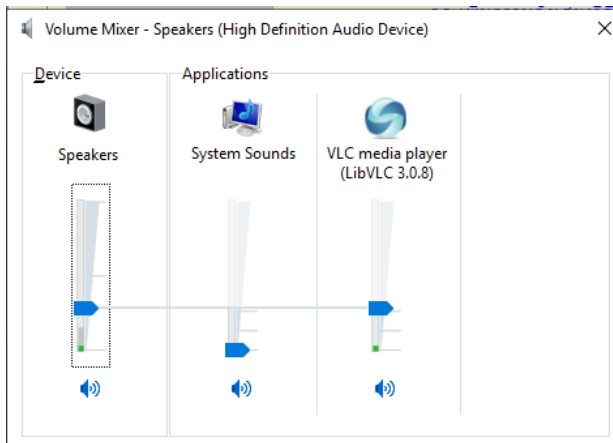 Volume Mixer - Speakers (High Definition Audio Device)
Device
Applications
Speakers
System Sounds
VLC media player
(LibVLC 3.0.8)